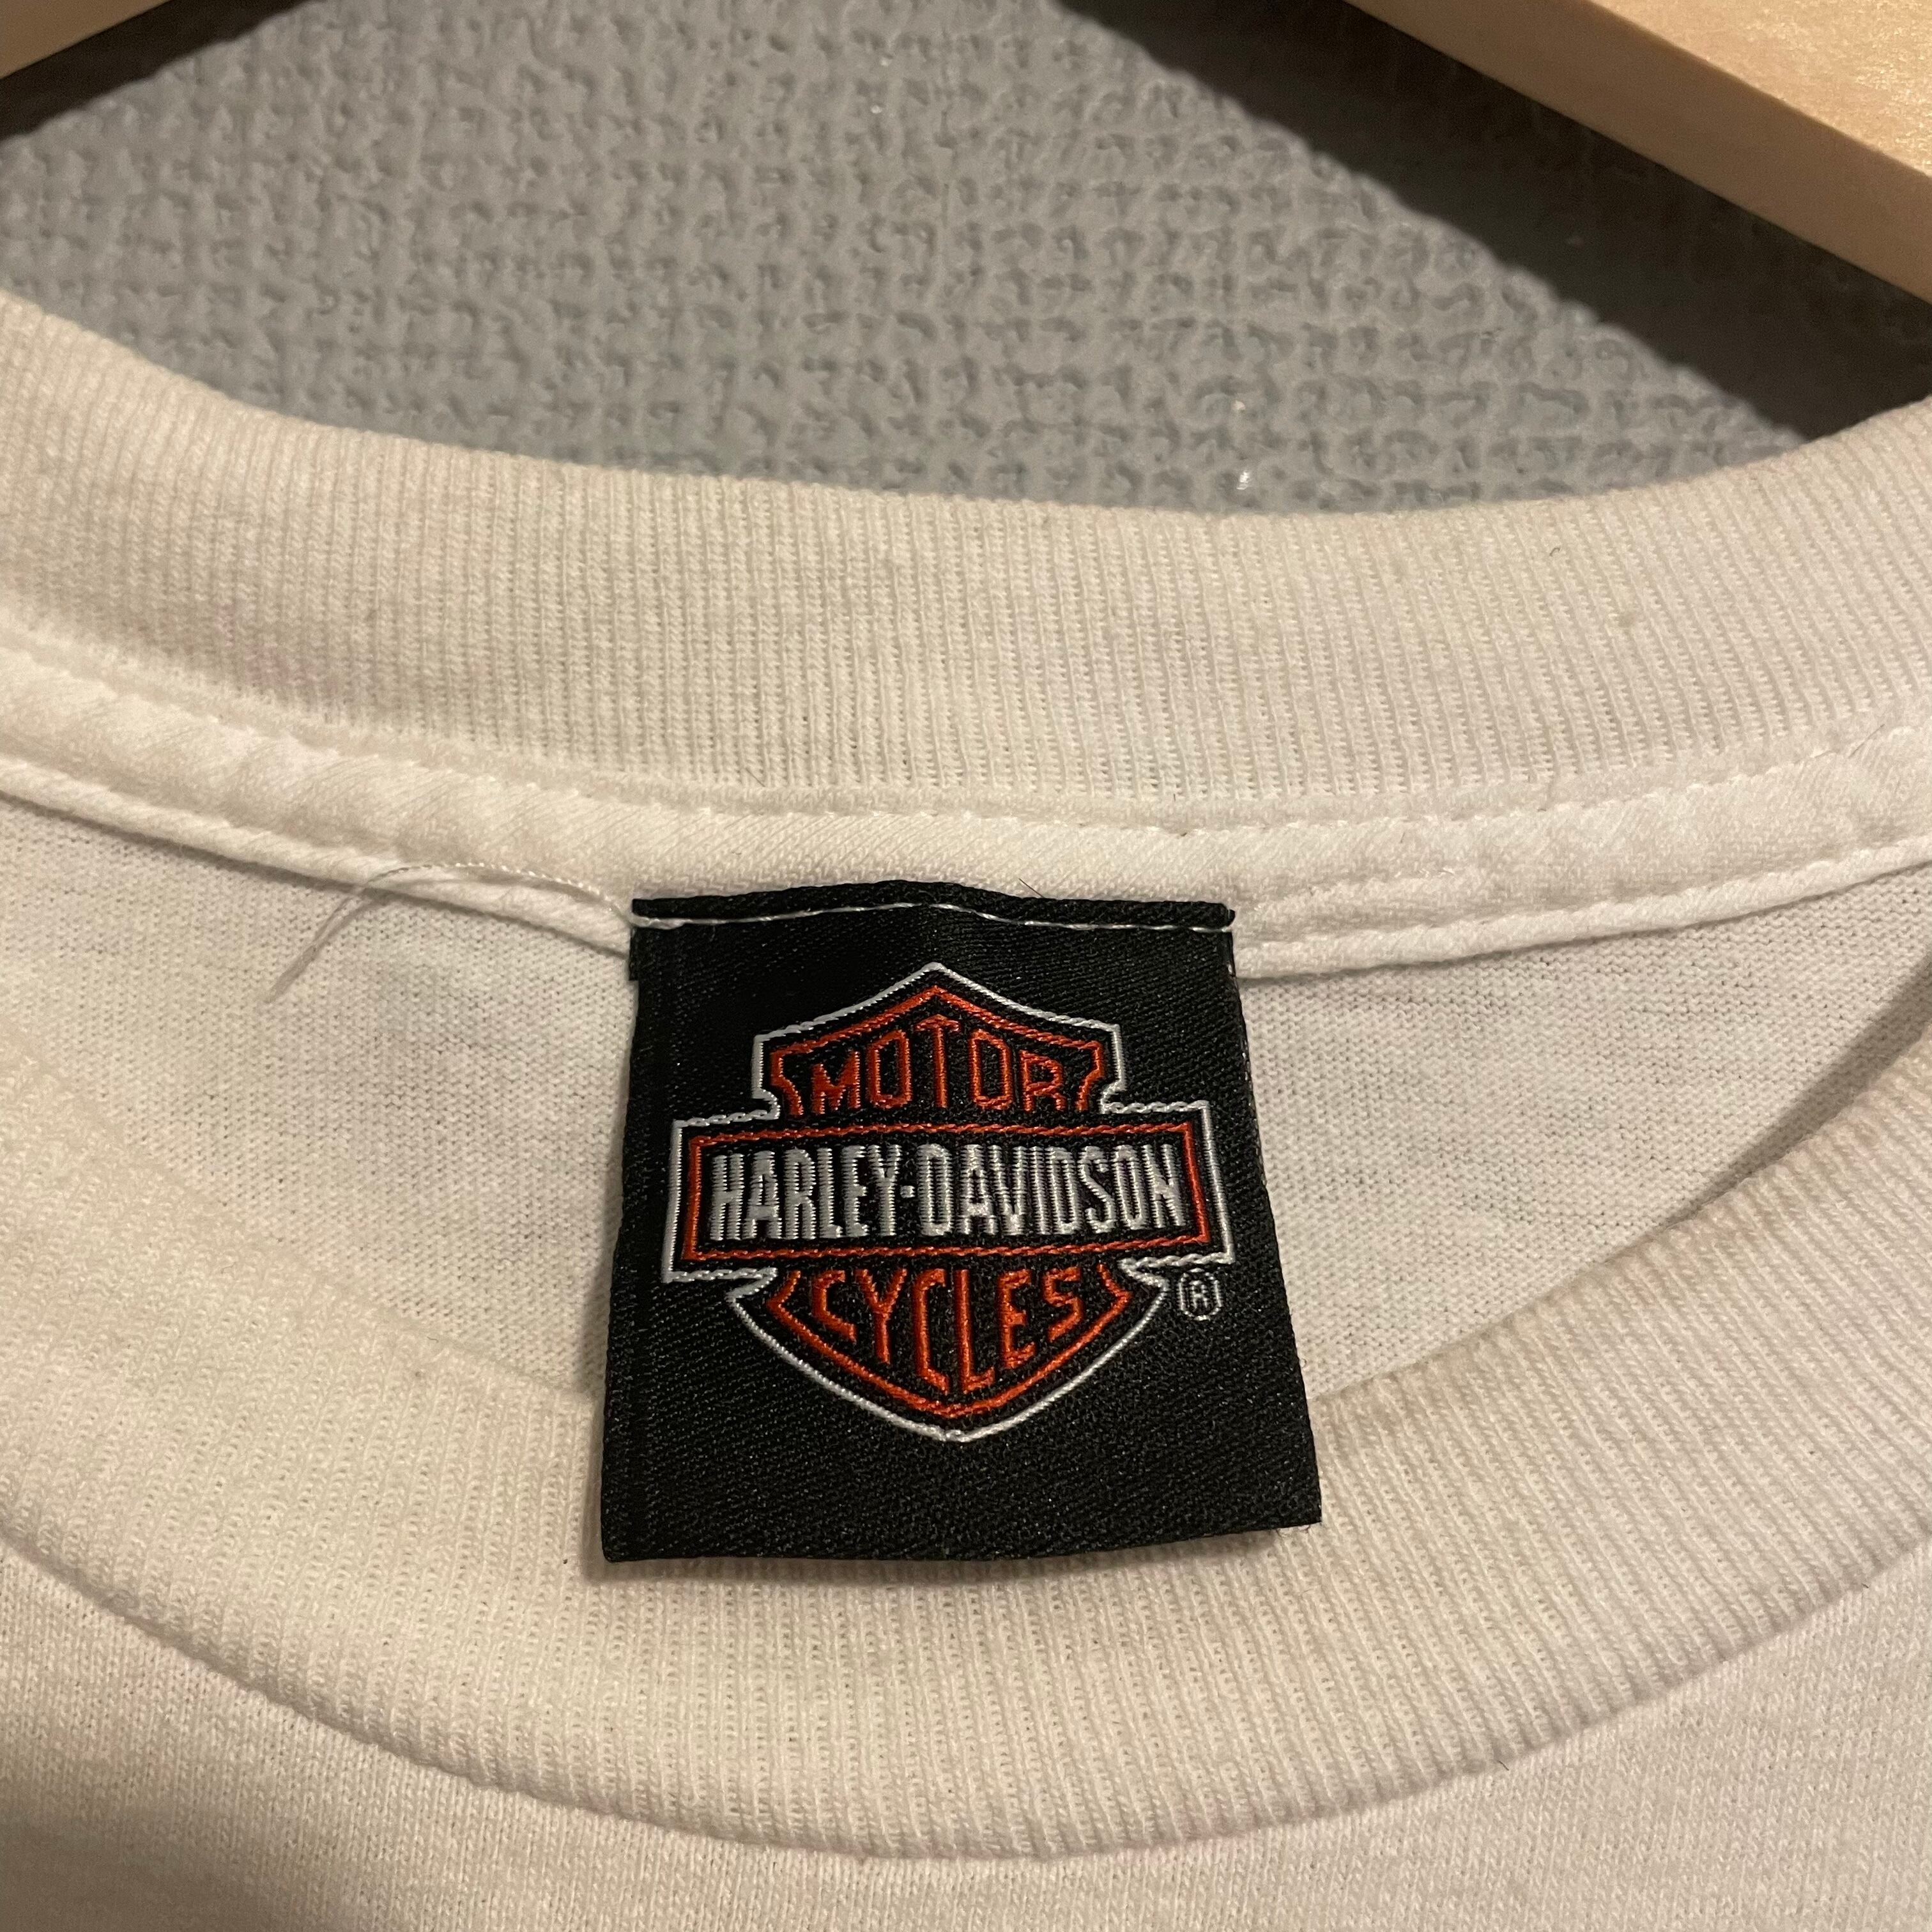 MOTOR
HARLEY-DAVIDSON
CYCLES
®